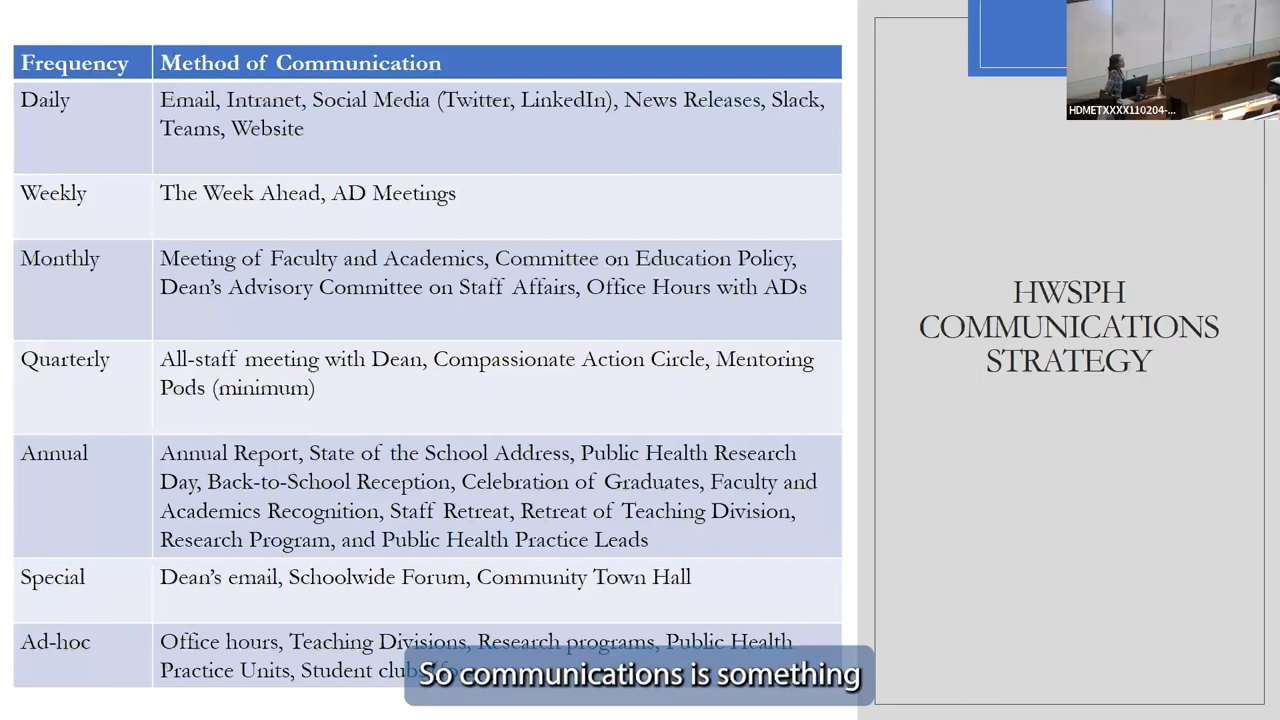 Frequency Method of Communication
Daily Email, Intranet, Social Media (Twitter, LinkedIn), News Releases, Slack,
Teams, Website
Weekly The Week Ahead, AD Meetings
Monthly Meeting of Faculty and Academics, Committee on Education Policy,
Dean's Advisory Committee on Staff Affairs, Office Hours with ADs
Quarterly All-staff meeting with Dean, Compassionate Action Circle, Mentoring
Pods (minimum)
Annual Annual Report, State of the School Address, Public Health Research
Day, Back-to-School Reception, Celebration of Graduates, Faculty and
Academics Recognition, Staff Retreat, Retreat of Teaching Division,
Research Program, and Public Health Practice Leads
Special Dean's email, Schoolwide Forum, Community Town Hall
Ad-hoc Office hours, Teaching Divisions, Research programs, Public Health
Practice Units, Student
HWSPH
COMMUNICATIONS
STRATEGY
HDMETXXXX110204-...
So communications is something